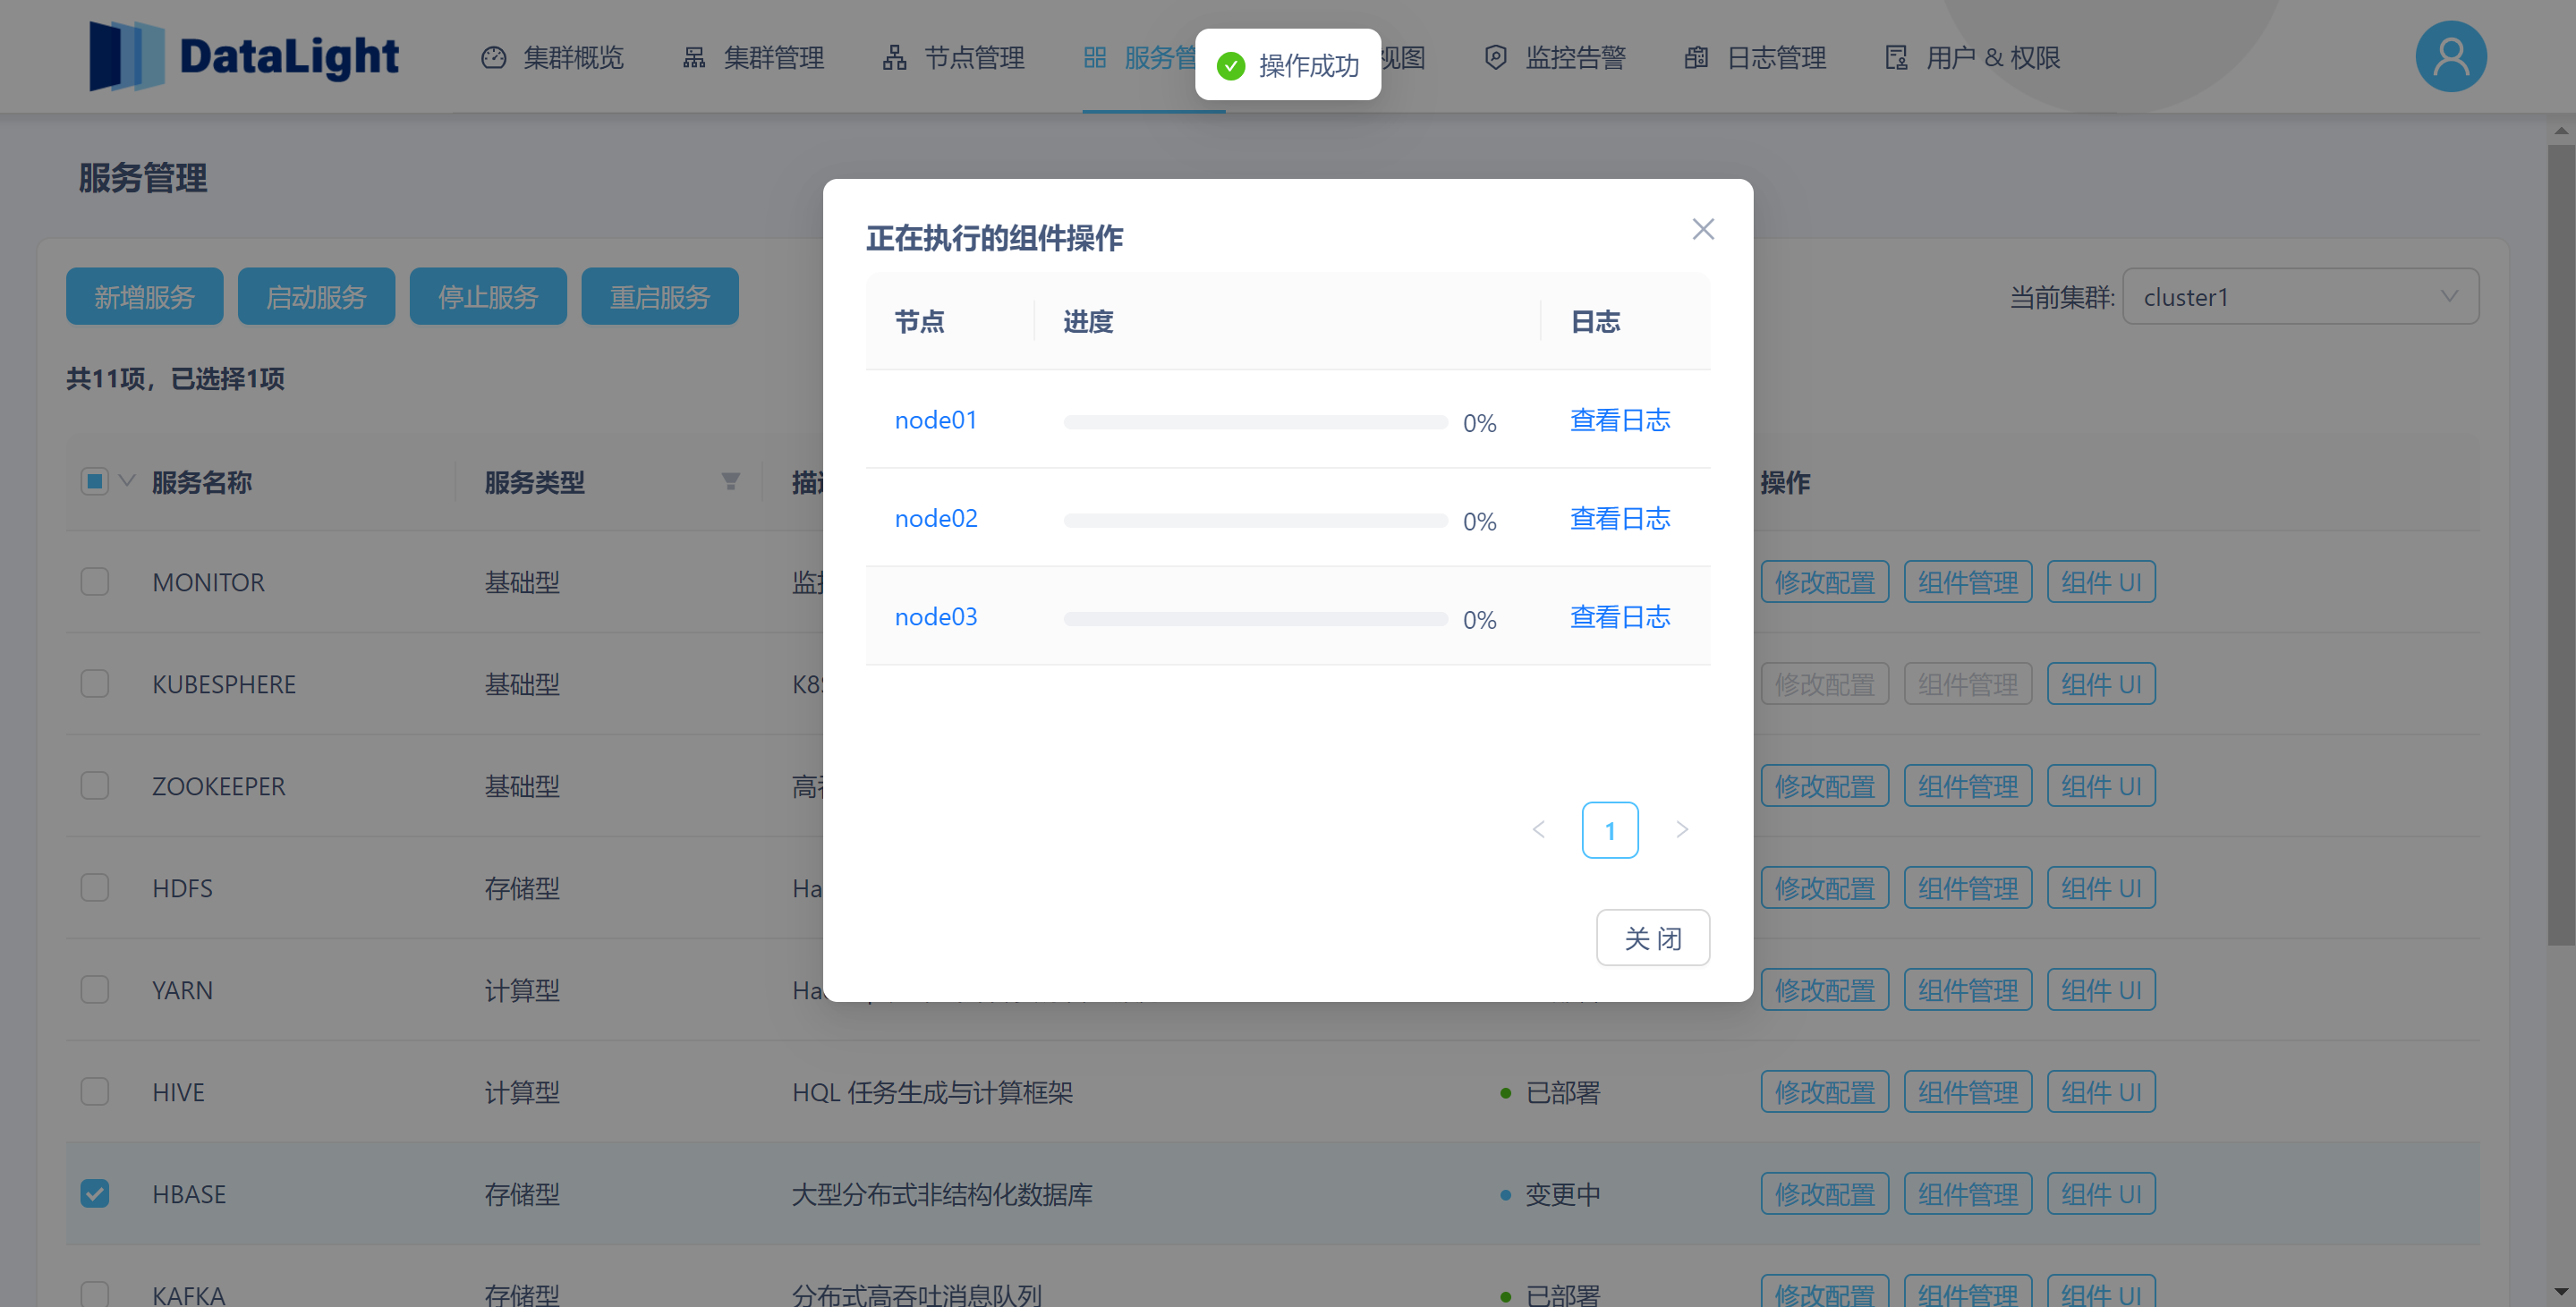 DataLight
集群概览
集群管理
节点管理
服务管
操作成功
视图
监控告警
日志管理
用户 & 权限
服务管理
新增服务 启动服务 停止服务 重启服务
当前集群: cluster1
共11项，已选择1项
服务名称 服务类型 操作
MONITOR 基础型 修改配置 组件管理 组件 UI
KUBESPHERE 基础型 修改配置 组件管理 组件 UI
ZOOKEEPER 基础型 修改配置 组件管理 组件 UI
HDFS 存储型 Ha 修改配置 组件管理 组件 UI
YARN 计算型 Ha 修改配置 组件管理 组件 UI
HIVE 计算型 HQL 任务生成与计算框架 已部署 修改配置 组件管理 组件 UI
HBASE 存储型 大型分布式非结构化数据库 变更中 修改配置 组件管理 组件 UI
KAFKA 存储型 分布式高吞吐消息队列 已部署 修改配置 组件管理 组件 UI
正在执行的组件操作
节点 进度 日志
node01 0% 查看日志
node02 0% 查看日志
node03 0% 查看日志
1
关 闭